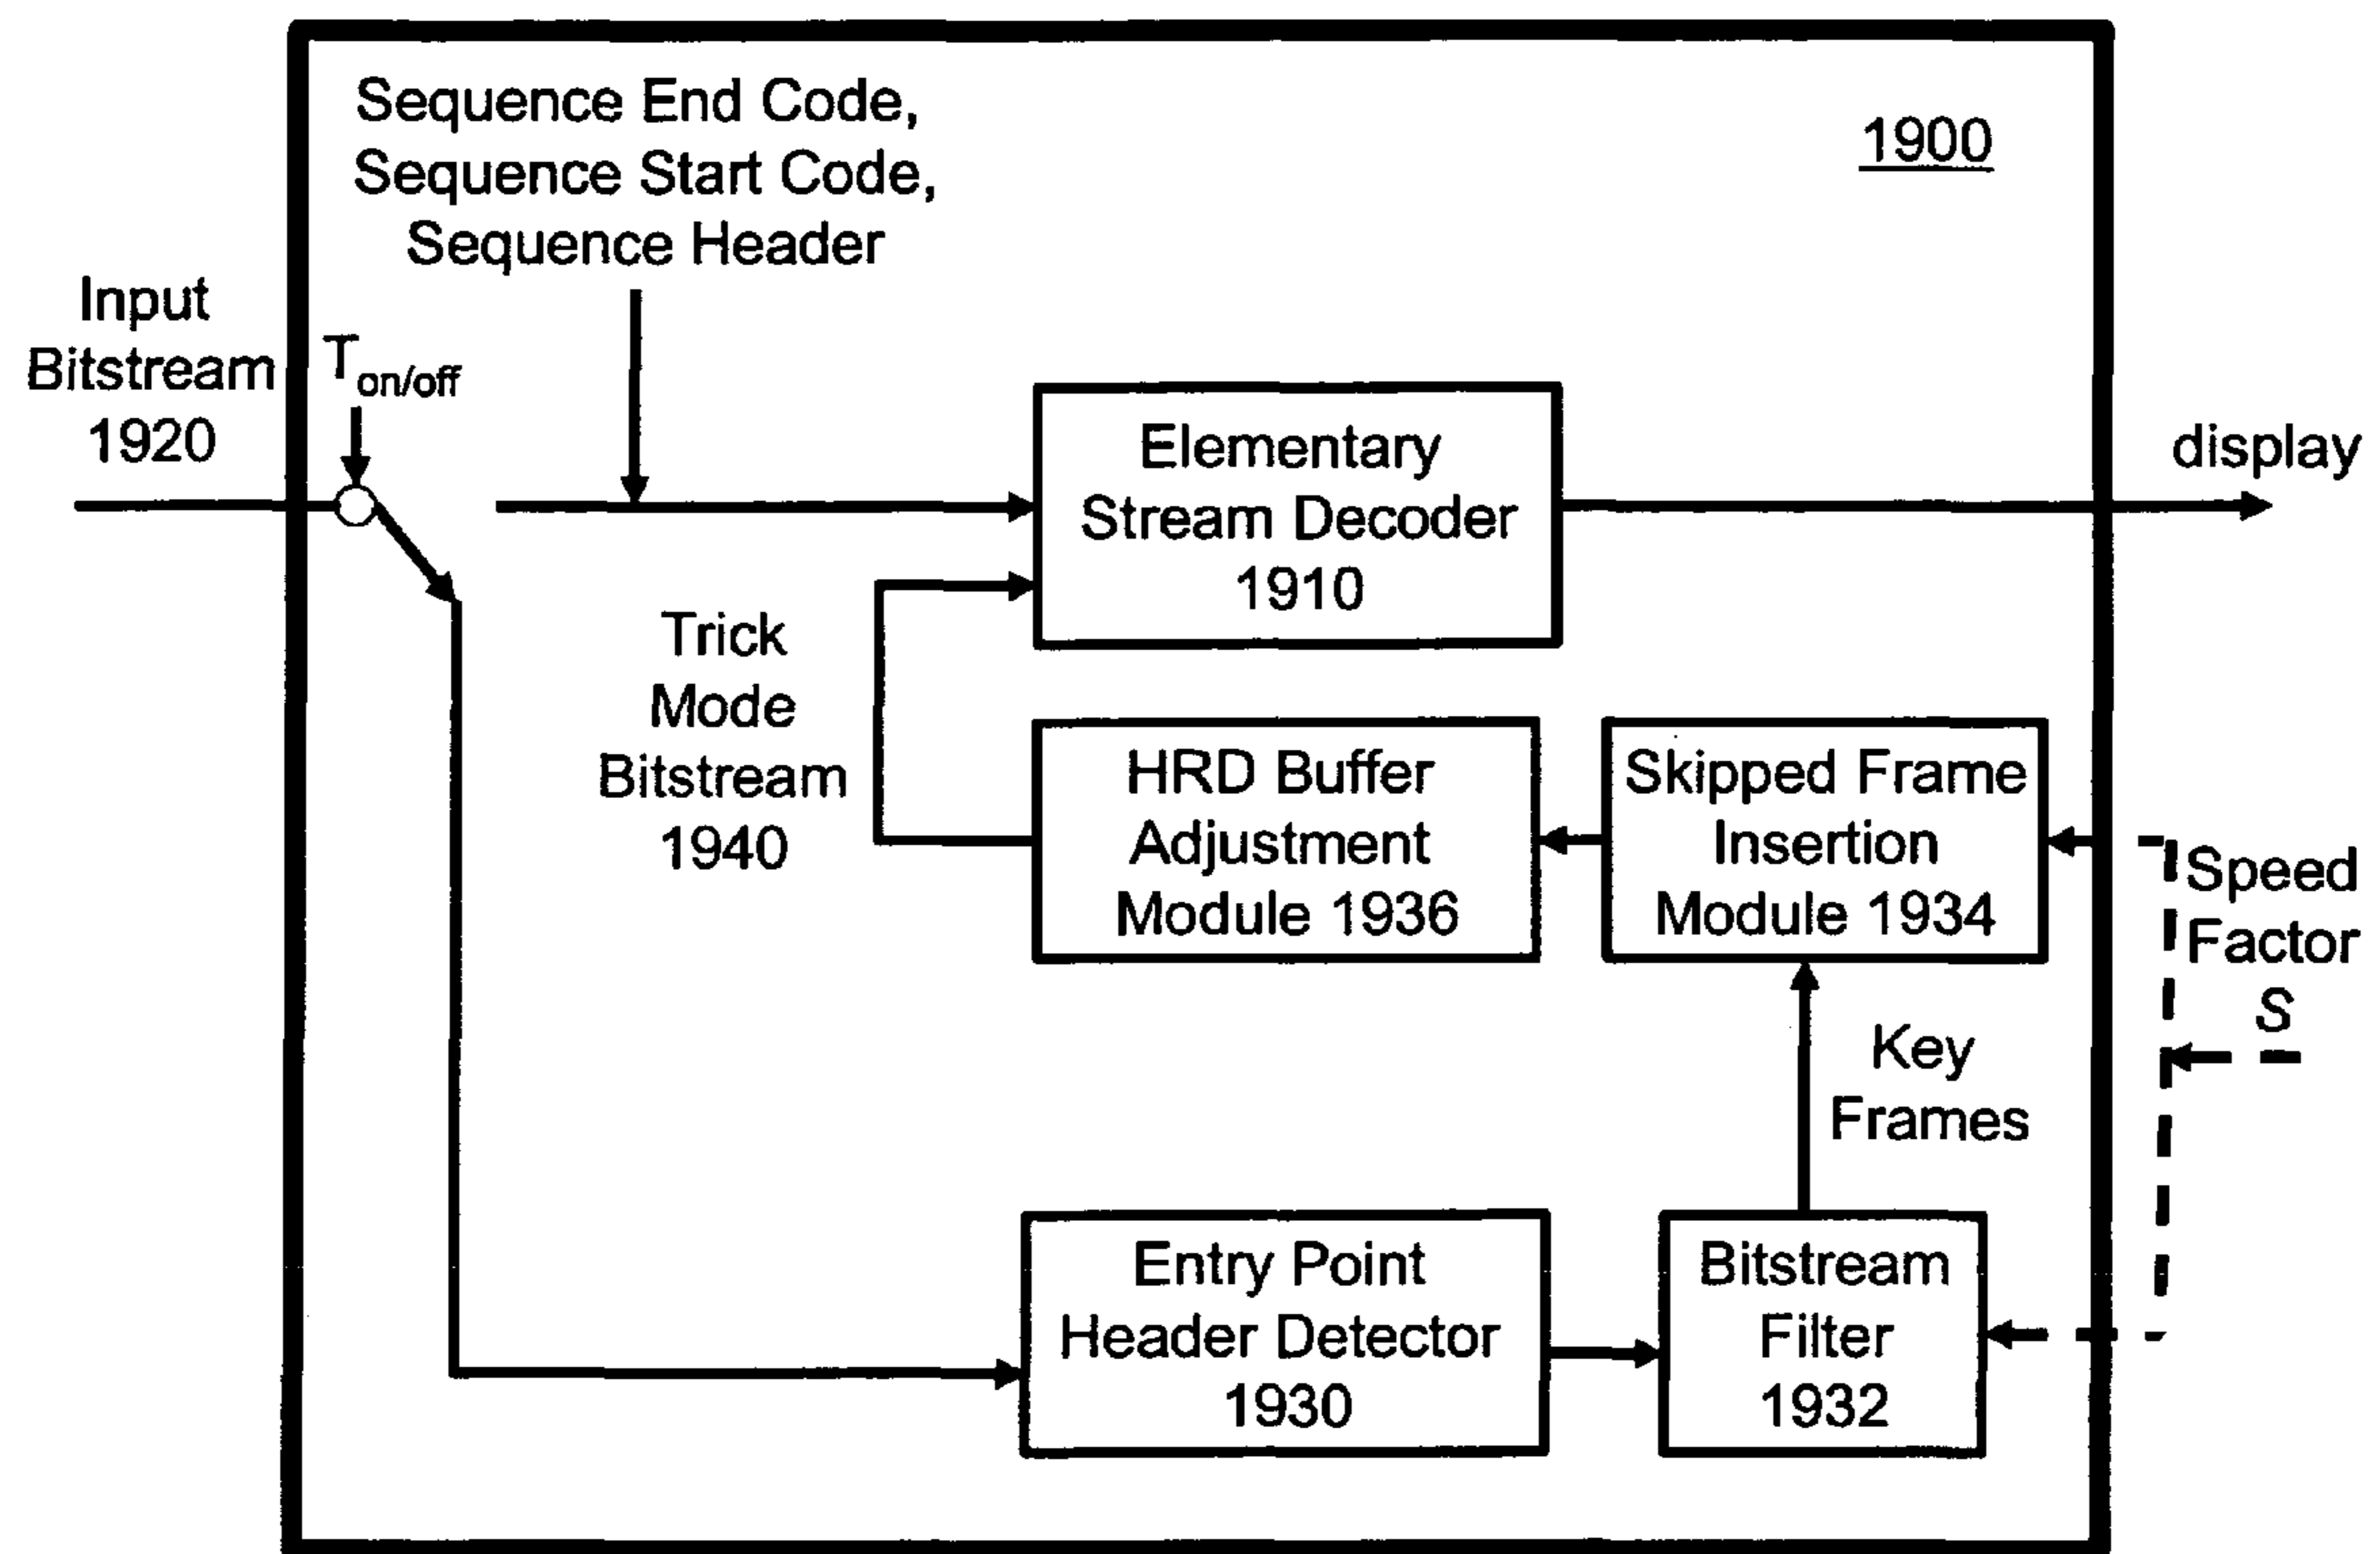 Sequence End Code,
Sequence Start Code,
Sequence Header
1900
Input
Bitstream
1920
Ton/off
Elementary
Stream Decoder
1910
display
Trick
Mode
Bitstream
1940
HRD Buffer
Adjustment
Module 1936
Skipped Frame
Insertion
Module 1934
Speed
Factor
S
Key
Frames
Entry Point
Header Detector
1930
Bitstream
Filter
1932